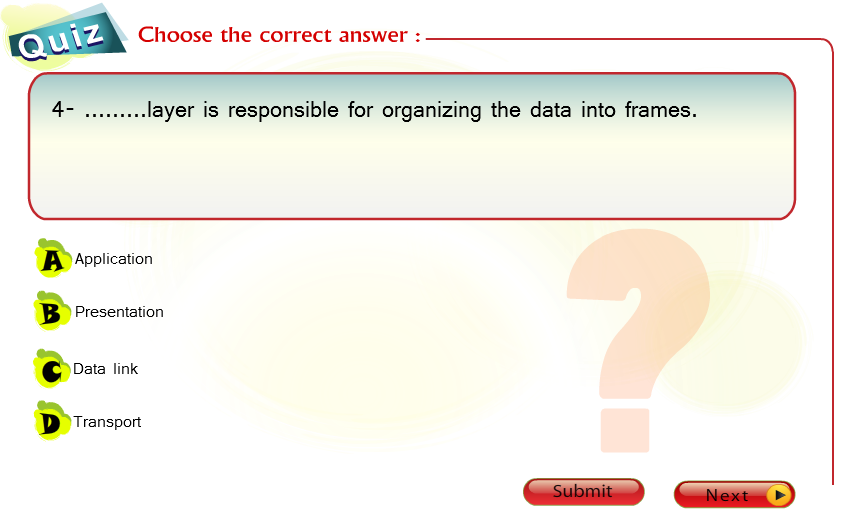 Quiz
Choose the correct answer :
4- .........layer is responsible for organizing the data into frames.
A Application
B Presentation
C Data link
D Transport
?
Submit
Next